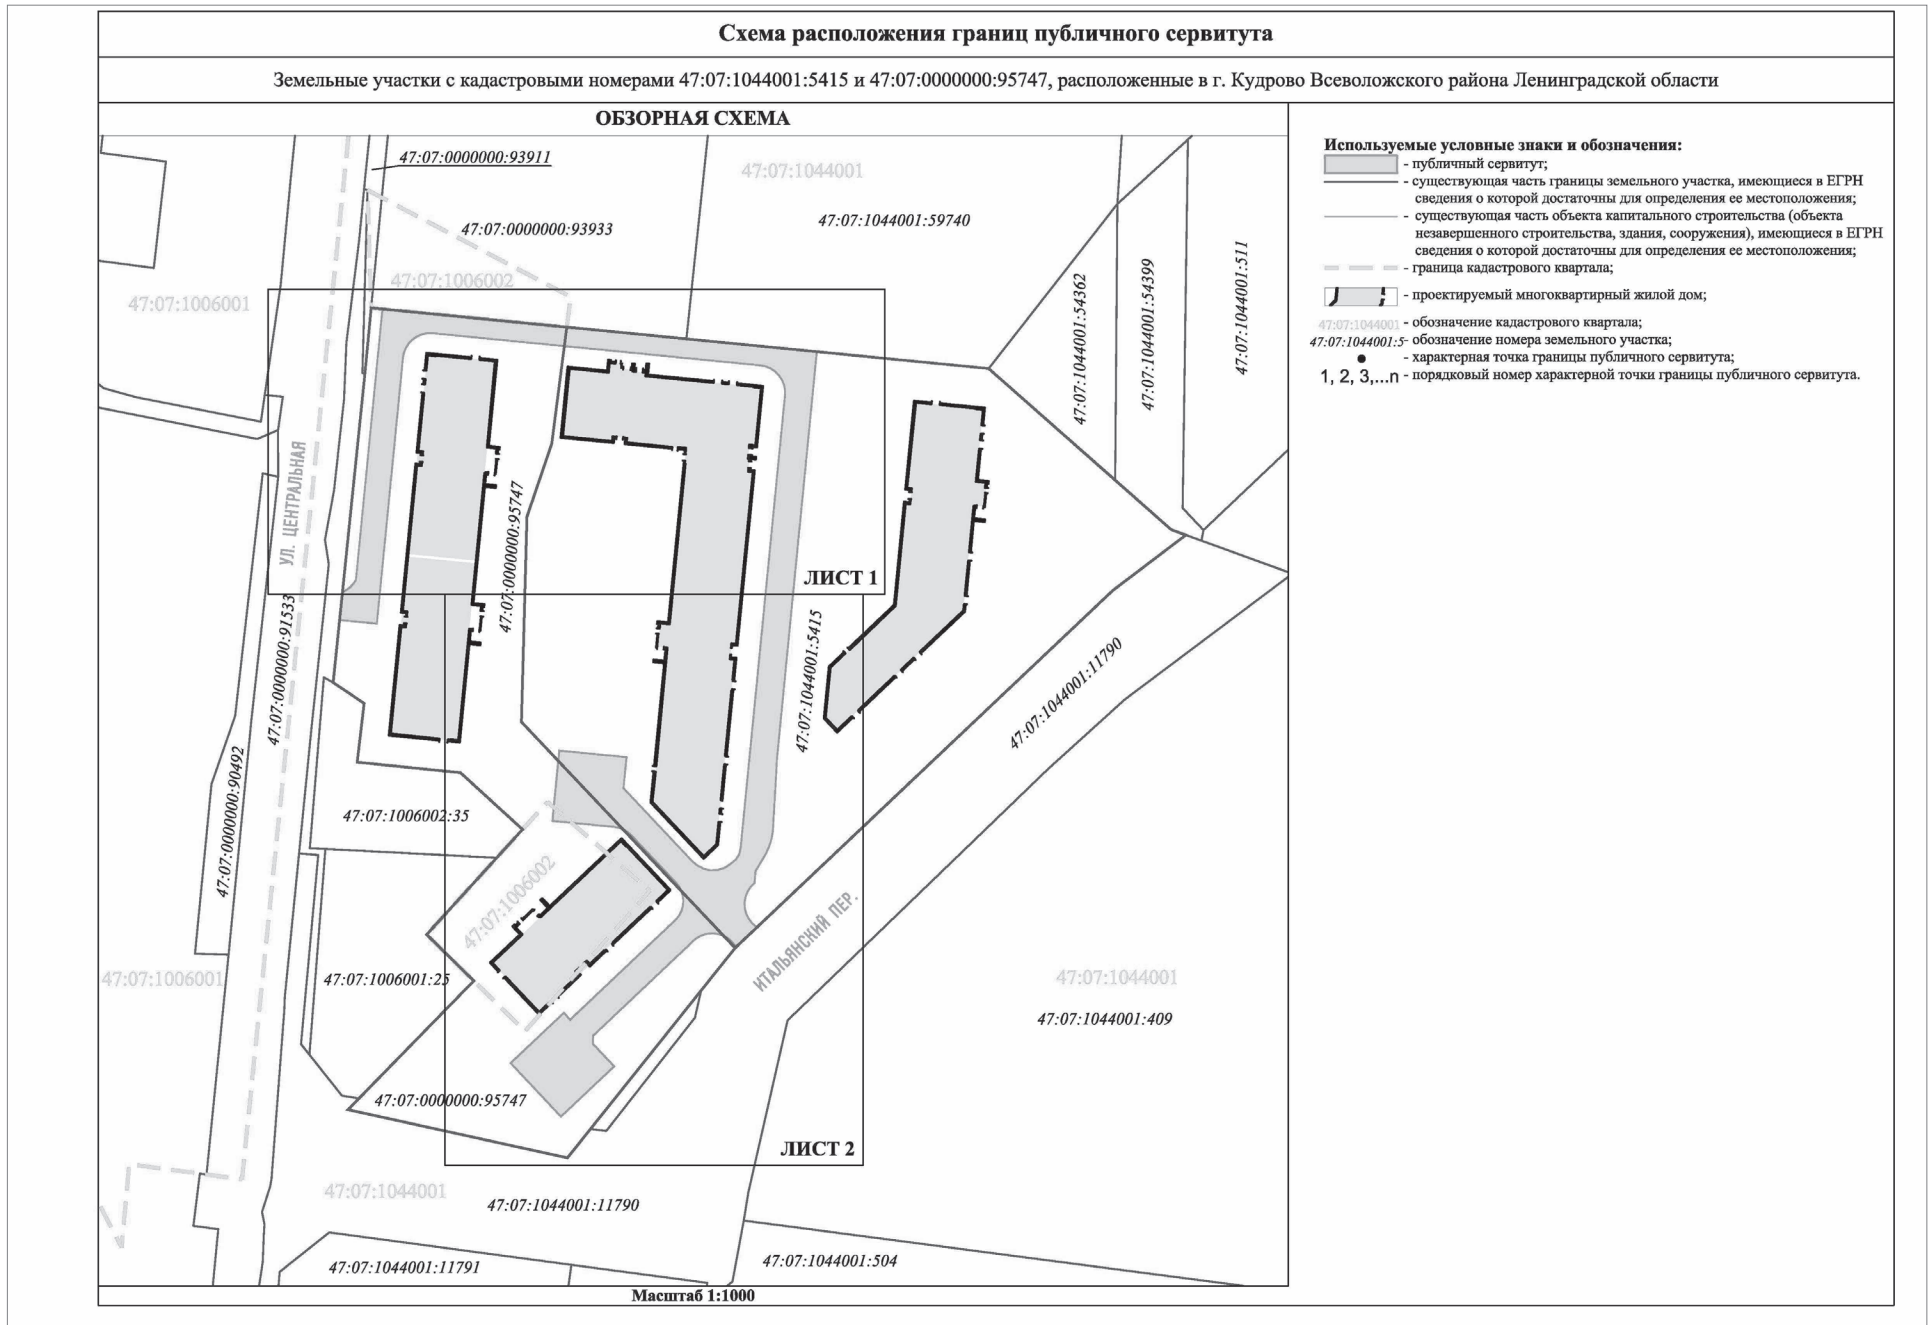 Схема расположения границ публичного сервитута
Земельные участки с кадастровыми номерами 47:07:1044001:5415 и 47:07:0000000:95747, расположенные в г. Кудрово Всеволожского района Ленинградской области
ОБЗОРНАЯ СХЕМА
47:07:0000000:93911
47:07:1044001
47:07:0000000:93933
47:07:1044001:59740
47:07:1006002
47:07:1006001
47:07:1044001:54362
47:07:1044001:54399
47:07:1044001:511
УЛ. ЦЕНТРАЛЬНАЯ
47:07:0000000:95747
ЛИСТ 1
47:07:0000000:91533
47:07:1044001:5415
47:07:1044001:11790
47:07:0000000:90492
47:07:1006002:35
47:07:1006002
ИТАЛЬЯНСКИЙ ПЕР.
47:07:1006001
47:07:1006001:25
47:07:1044001
47:07:1044001:409
47:07:0000000:95747
ЛИСТ 2
47:07:1044001
47:07:1044001:11790
47:07:1044001:11791
47:07:1044001:504
Масштаб 1:1000
Используемые условные знаки и обозначения:
- публичный сервитут;
- существующая часть границы земельного участка, имеющиеся в ЕГРН
сведения о которой достаточны для определения ее местоположения;
- существующая часть объекта капитального строительства (объекта
незавершенного строительства, здания, сооружения), имеющиеся в ЕГРН
сведения о которой достаточны для определения ее местоположения;
- граница кадастрового квартала;
- проектируемый многоквартирный жилой дом;
47:07:1044001 - обозначение кадастрового квартала;
47:07:1044001:5 - обозначение номера земельного участка;
- характерная точка границы публичного сервитута;
1, 2, 3,...n - порядковый номер характерной точки границы публичного сервитута.